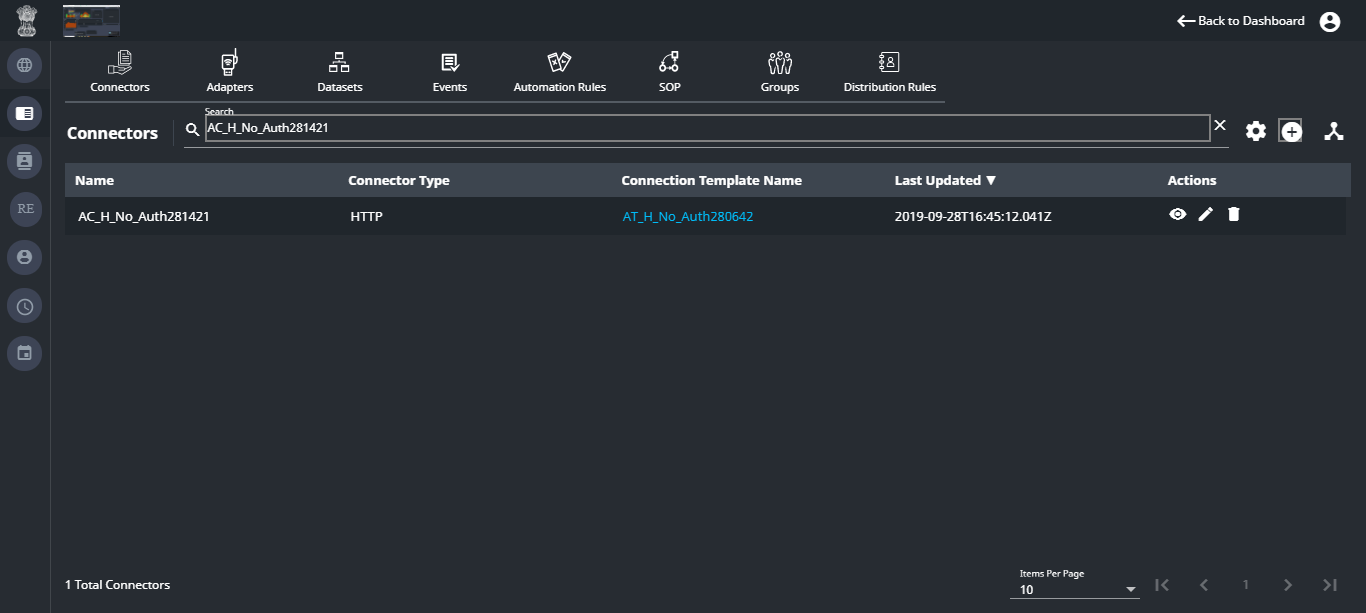 Back to Dashboard
Connectors Adapters Datasets Events Automation Rules SOP Groups Distribution Rules
Search
Connectors AC_H_No_Auth281421
Name Connector Type Connection Template Name Last Updated ▼ Actions
RE
AC_H_No_Auth281421 HTTP AT_H_No_Auth280642 2019-09-28T16:45:12.041Z
Items Per Page
1 Total Connectors 10 1